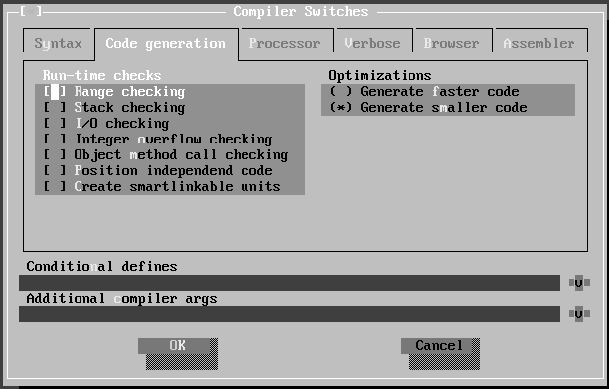 [ ] Compiler Switches
Syntax Code generation Processor Verbose Browser Assembler
Run-time checks
[ ] Range checking
[ ] Stack checking
[ ] I/O checking
[ ] Integer overflow checking
[ ] Object method call checking
[ ] Position independend code
[ ] Create smartlinkable units
Optimizations
( ) Generate faster code
(*) Generate smaller code
Conditional defines
Additional compiler args
OK Cancel